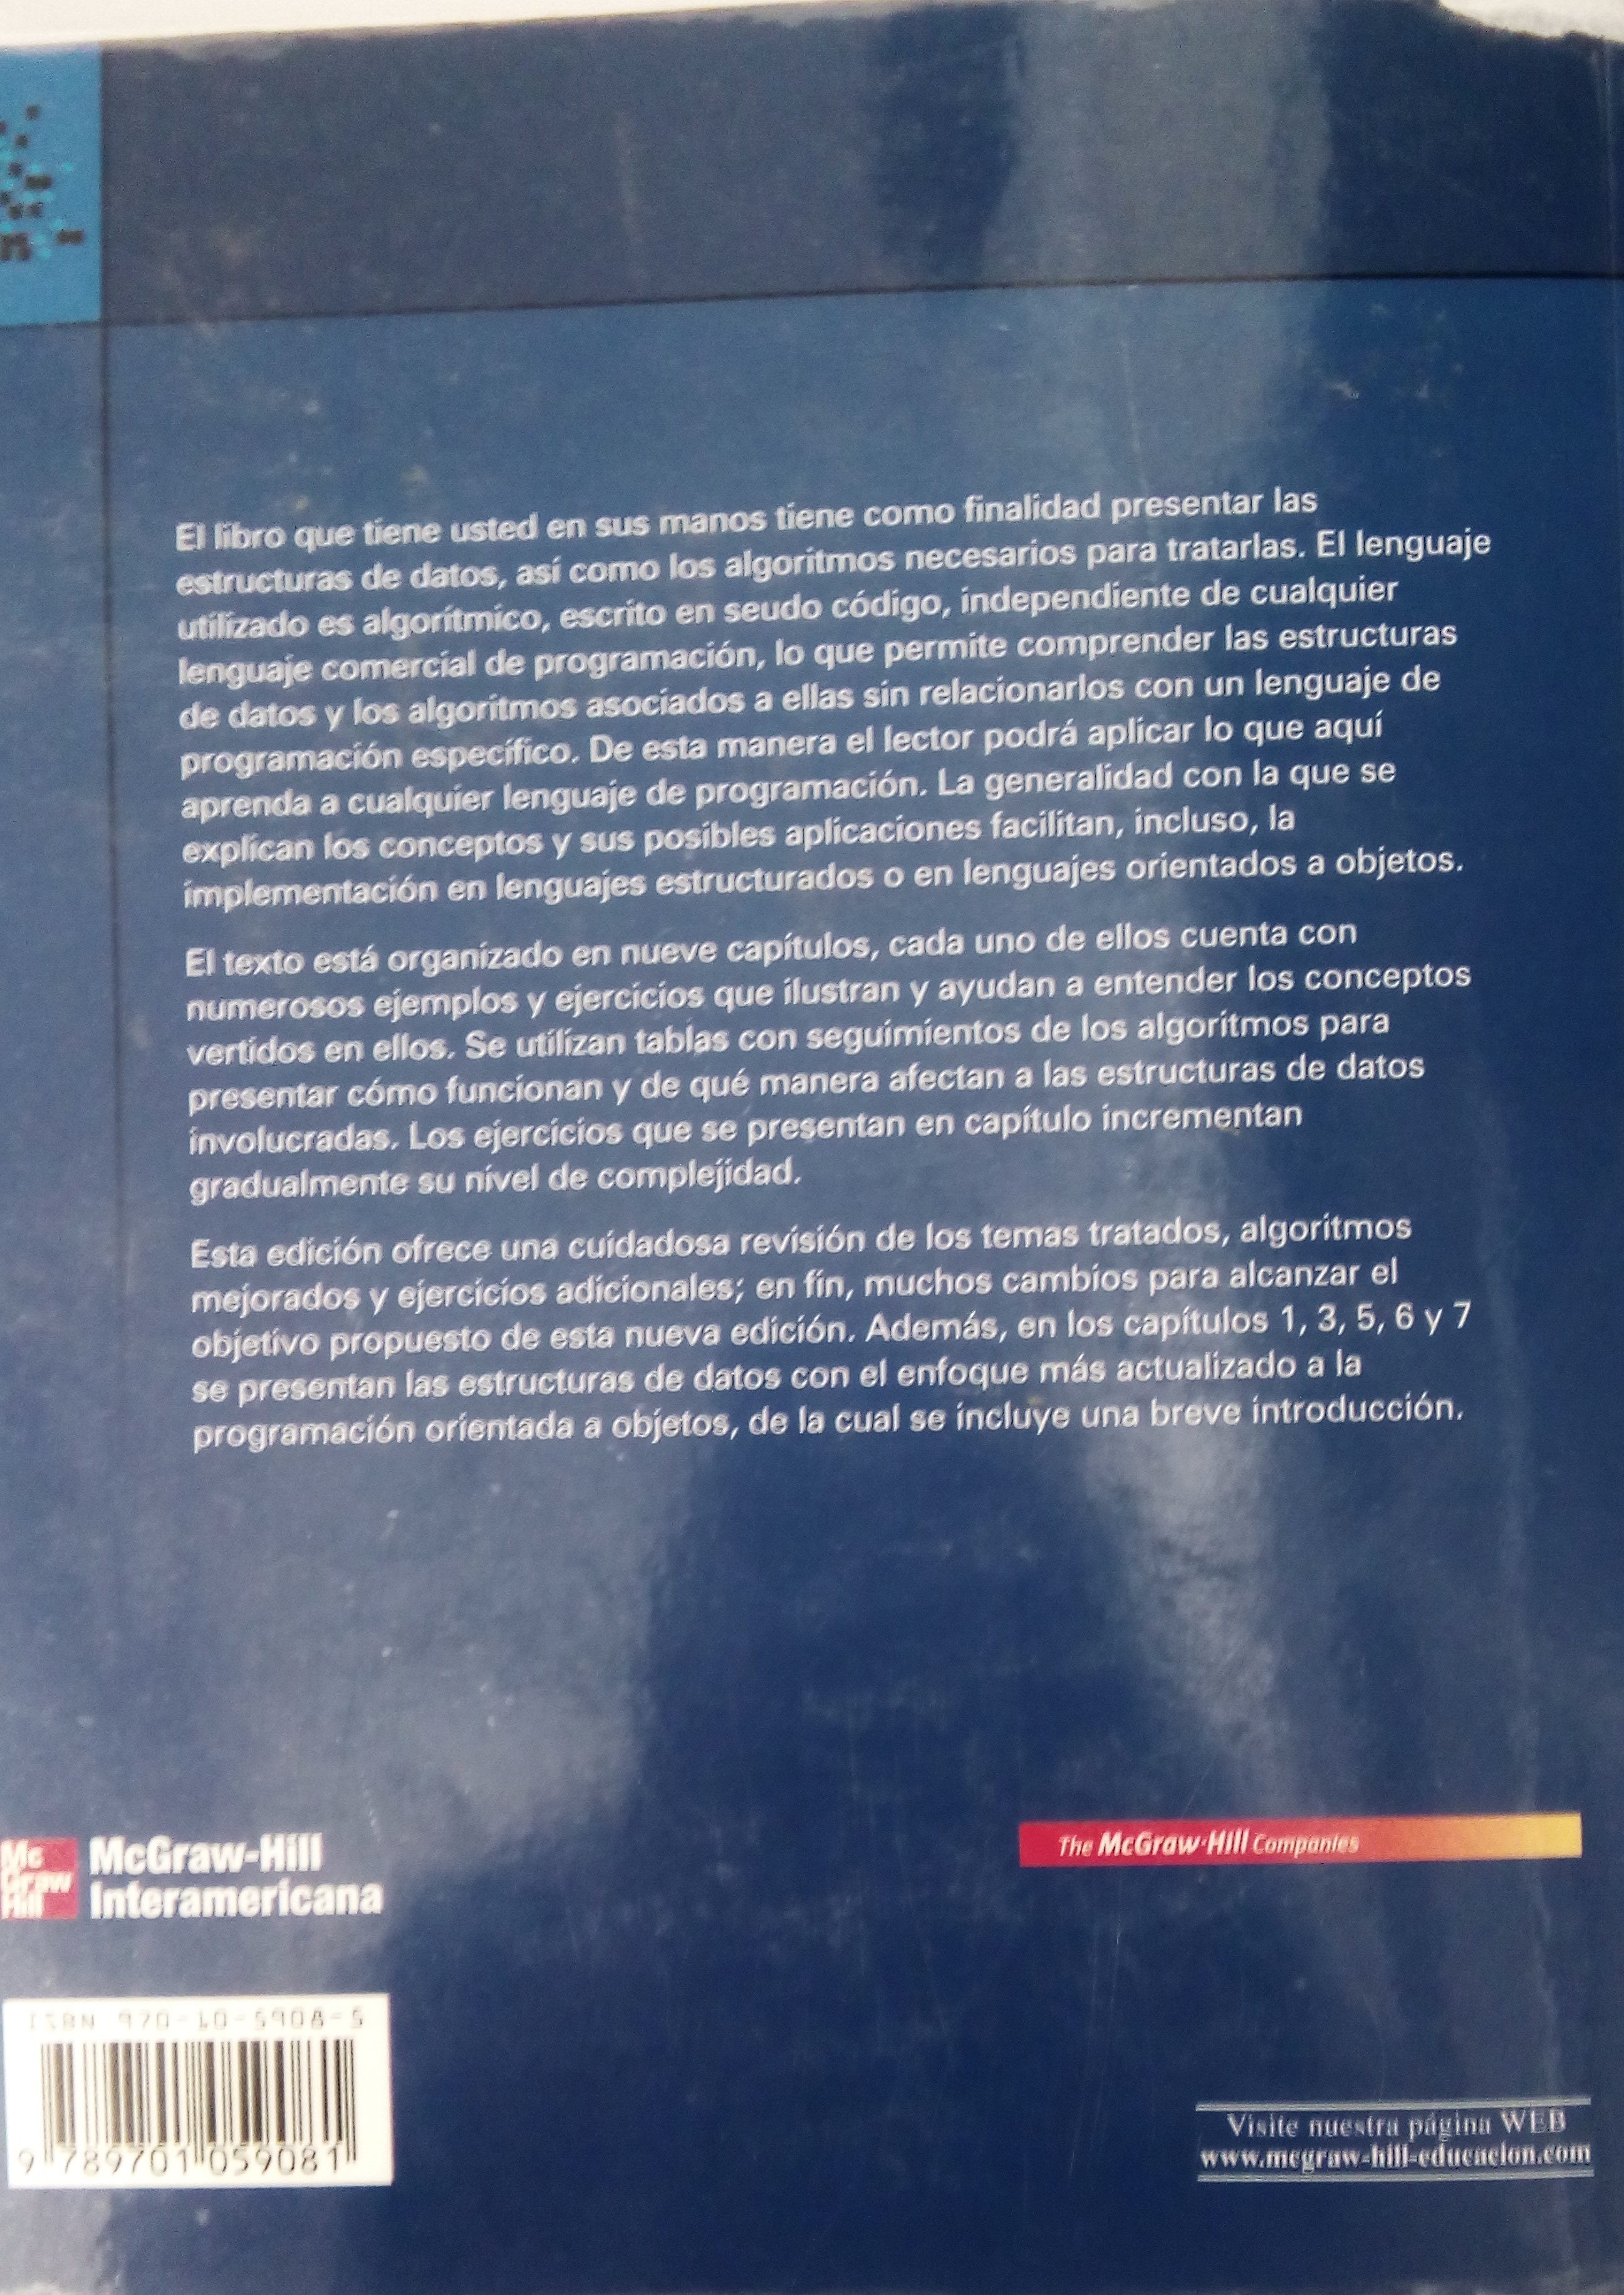 El libro que tiene usted en sus manos tiene como finalidad presentar las
estructuras de datos, así como los algoritmos necesarios para tratarlas. El lenguaje
utilizado es algorítmico, escrito en seudo código, independiente de cualquier
lenguaje comercial de programación, lo que permite comprender las estructuras
de datos y los algoritmos asociados a ellas sin relacionarlos con un lenguaje de
programación específico. De esta manera el lector podrá aplicar lo que aquí
aprenda a cualquier lenguaje de programación. La generalidad con la que se
explican los conceptos y sus posibles aplicaciones facilitan, incluso, la
implementación en lenguajes estructurados o en lenguajes orientados a objetos.
El texto está organizado en nueve capítulos, cada uno de ellos cuenta con
numerosos ejemplos y ejercicios que ilustran y ayudan a entender los conceptos
vertidos en ellos. Se utilizan tablas con seguimientos de los algoritmos para
presentar cómo funcionan y de qué manera afectan a las estructuras de datos
involucradas. Los ejercicios que se presentan en capítulo incrementan
gradualmente su nivel de complejidad.
Esta edición ofrece una cuidadosa revisión de los temas tratados, algoritmos
mejorados y ejercicios adicionales; en fin, muchos cambios para alcanzar el
objetivo propuesto de esta nueva edición. Además, en los capítulos 1, 3, 5, 6 y 7
se presentan las estructuras de datos con el enfoque más actualizado a la
programación orientada a objetos, de la cual se incluye una breve introducción.
Mc
Graw
Hill
McGraw-Hill
Interamericana
The McGraw·Hill Companies
ISBN 970-10-5908-5
9 789701 059081
Visite nuestra página WEB
www.mcgraw-hill-educacion.com